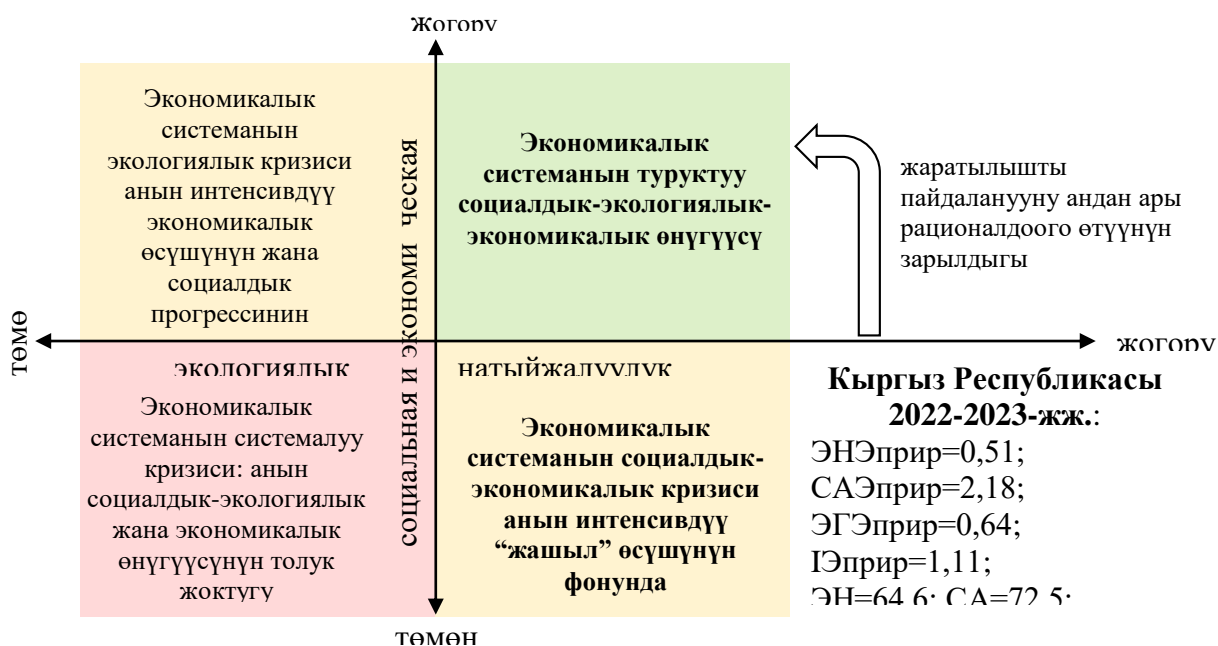 жогору
Экономикалык
системанын
экологиялык кризиси
анын интенсивдүү
экономикалык
өсүшүнүн жана
социалдык
прогрессинин
социальная и экономи ческая
Экономикалык
системанын туруктуу
социалдык-экологиялык-
экономикалык өнүгүүсү
жаратылышты
пайдаланууну андан ары
рационалдоого өтүүнүн
зарылдыгы
төмө
жогору
экологиялык
натыйжалуулук
Экономикалык
системанын системалуу
кризиси: анын
социалдык-экологиялык
жана экономикалык
өнүгүүсүнүн толук
жоктугу
Экономикалык
системанын социалдык-
экономикалык кризиси
анын интенсивдүү
“жашыл” өсүшүнүн
фонунда
Кыргыз Республикасы
2022-2023-жж.:
ЭНЭприр=0,51;
САЭприр=2,18;
ЭГЭприр=0,64;
IЭприр=1,11;
ЭН=64,6; СА=72,5;
төмөн